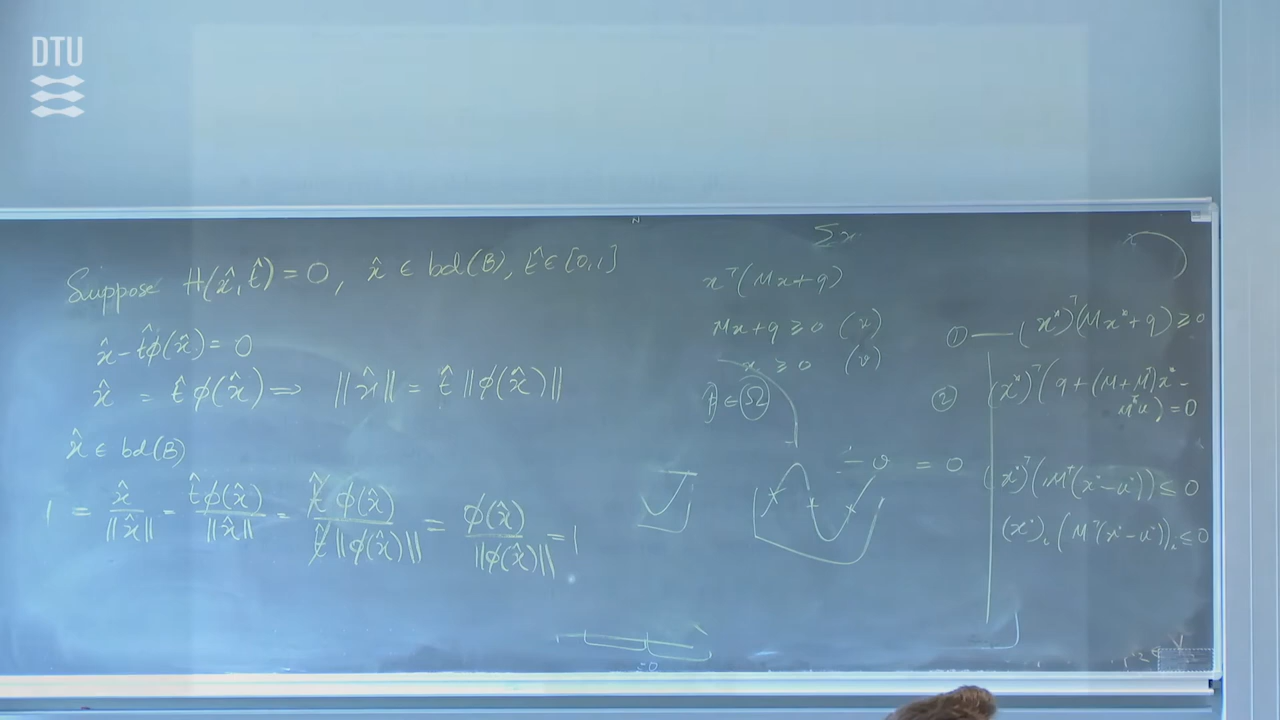 DTU
Suppose H(x̂, t̂) = 0, x̂ ∈ bd(B), t̂ ∈ [0,1]
x̂ - t̂φ(x̂) = 0
x̂ = t̂ φ(x̂) ⟹ ||x̂|| = t̂ ||φ(x̂)||
x̂ ∈ bd(B)
1 = x̂/||x̂|| = t̂φ(x̂)/||x̂|| = t̂ φ(x̂)/t̂ ||φ(x̂)|| = φ(x̂)/||φ(x̂)|| = 1
Σx
xᵀ(Mx+q)
Mx+q ≥ 0 (u)
x ≥ 0 (v)
∈ Ω
- v = 0
=0
① — (x*)ᵀ(Mx*+q) ≥ 0
② (x*)ᵀ(q+(M+Mᵀ)x* -
Mᵀu) = 0
(x*)ᵀ(Mᵀ(x*-u*)) ≤ 0
(x*)ᵢ(Mᵀ(x*-u*))ᵢ ≤ 0